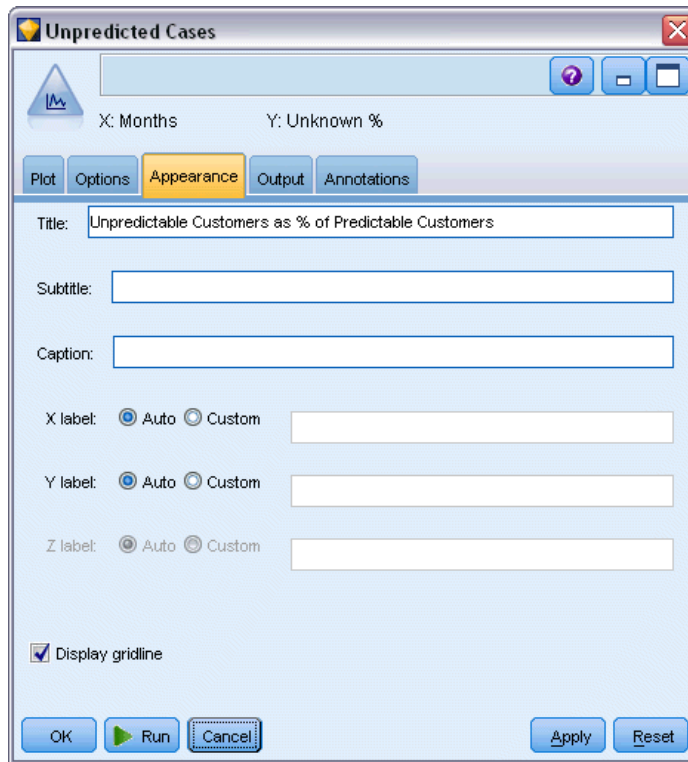 Unpredicted Cases
X: Months Y: Unknown %
Plot Options Appearance Output Annotations
Title: Unpredictable Customers as % of Predictable Customers
Subtitle:
Caption:
X label: Auto Custom
Y label: Auto Custom
Z label: Auto Custom
Display gridline
OK Run Cancel Apply Reset